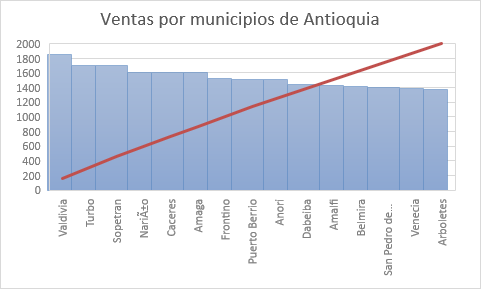 Ventas por municipios de Antioquia
2000
1800
1600
1400
1200
1000
800
600
400
200
0
Valdivia
Turbo
Sopetran
NariÃ±o
Caceres
Amaga
Frontino
Puerto Berrio
Anori
Dabeiba
Amalfi
Belmira
San Pedro de...
Venecia
Arboletes